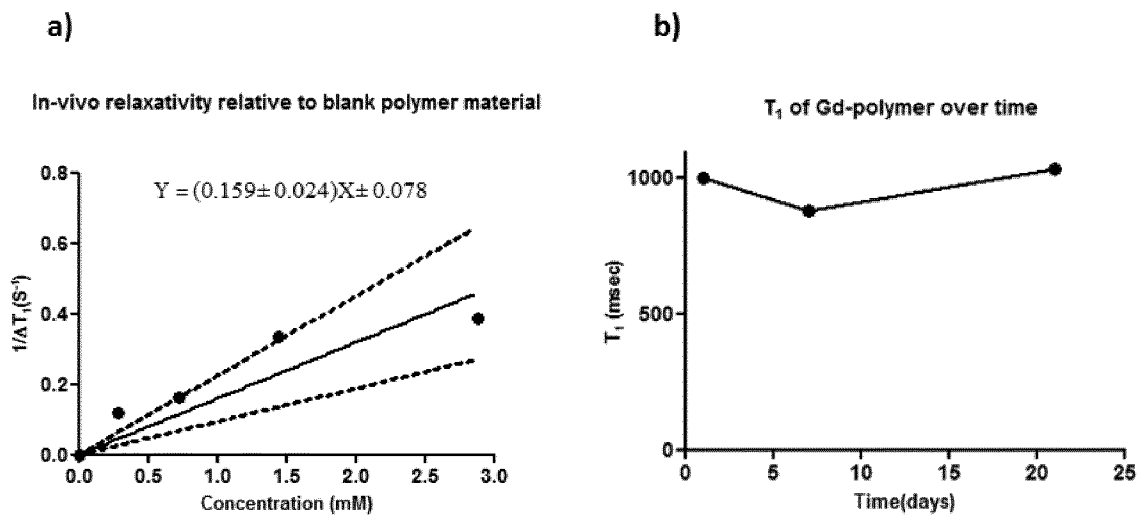 a)
In-vivo relaxativity relative to blank polymer material
Y = (0.159± 0.024)X± 0.078
0.8
0.6
0.4
0.2
0.0
1/ΔT₁(S⁻¹)
0.0 0.5 1.0 1.5 2.0 2.5 3.0
Concentration (mM)
b)
T₁ of Gd-polymer over time
1000
500
0
T₁ (msec)
0 5 10 15 20 25
Time(days)